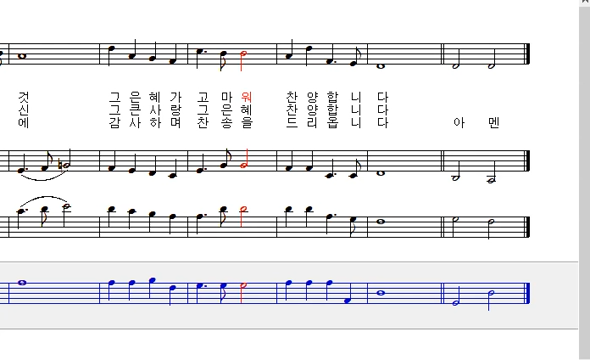 것 그 은 혜 가 고 마 워 찬 양 합 니 다
신 그 큰 사 랑 그 은 혜 찬 양 합 니 다
에 감 사 하 며 찬 송 을 드 리 옵 니 다 아 멘